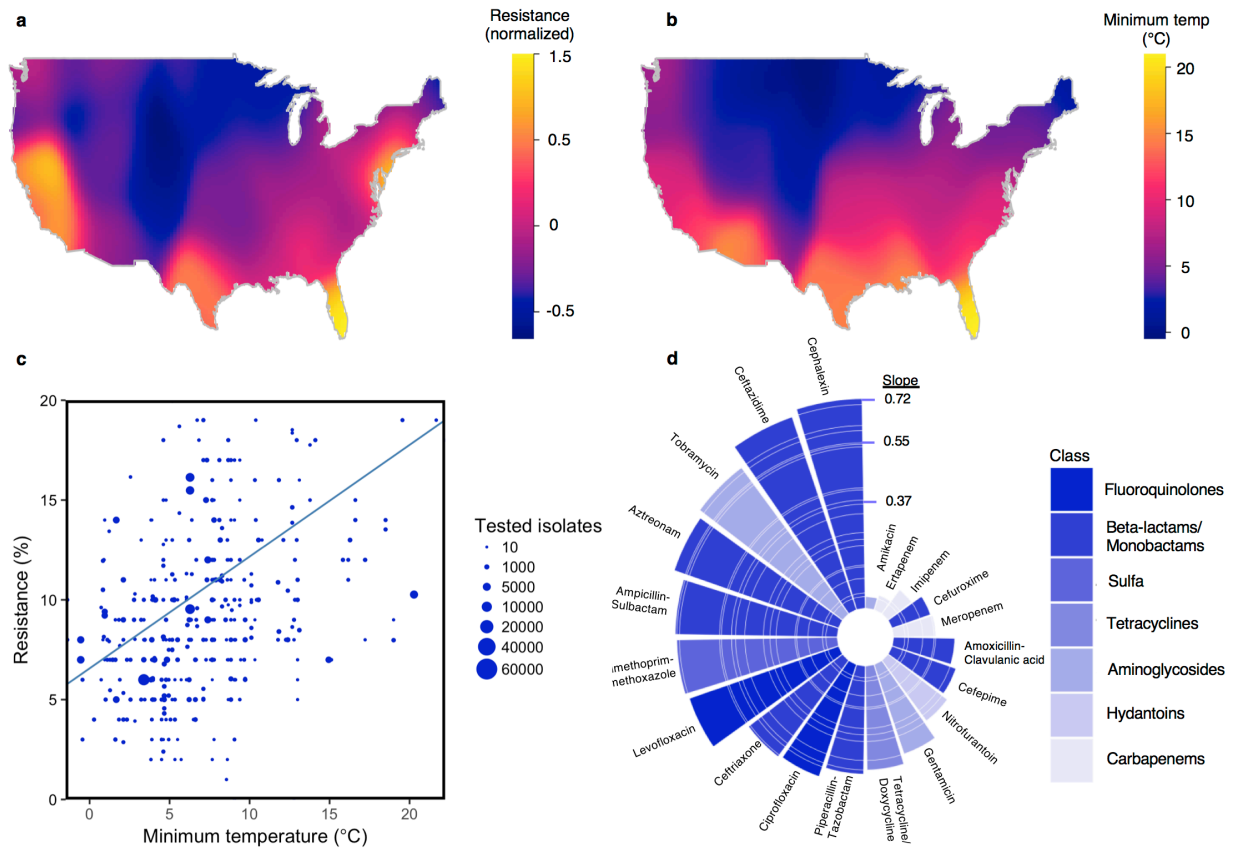 a
Resistance
(normalized)
1.5
0.5
0
-0.5
b
Minimum temp
(°C)
20
15
10
5
0
c
20
15
10
5
0
Resistance (%)
0
5
10
15
20
Minimum temperature (°C)
Tested isolates
10
1000
5000
10000
20000
40000
60000
d
Slope
0.72
0.55
0.37
Cephalexin
Ceftazidime
Tobramycin
Aztreonam
Ampicillin-
Sulbactam
methoprim-
nethoxazole
Levofloxacin
Ceftriaxone
Ciprofloxacin
Piperacillin-
Tazobactam
Tetracycline/
Doxycycline
Gentamicin
Nitrofurantoin
Cefepime
Amoxicillin-
Clavulanic acid
Meropenem
Cefuroxime
Imipenem
Ertapenem
Amikacin
Class
Fluoroquinolones
Beta-lactams/
Monobactams
Sulfa
Tetracyclines
Aminoglycosides
Hydantoins
Carbapenems